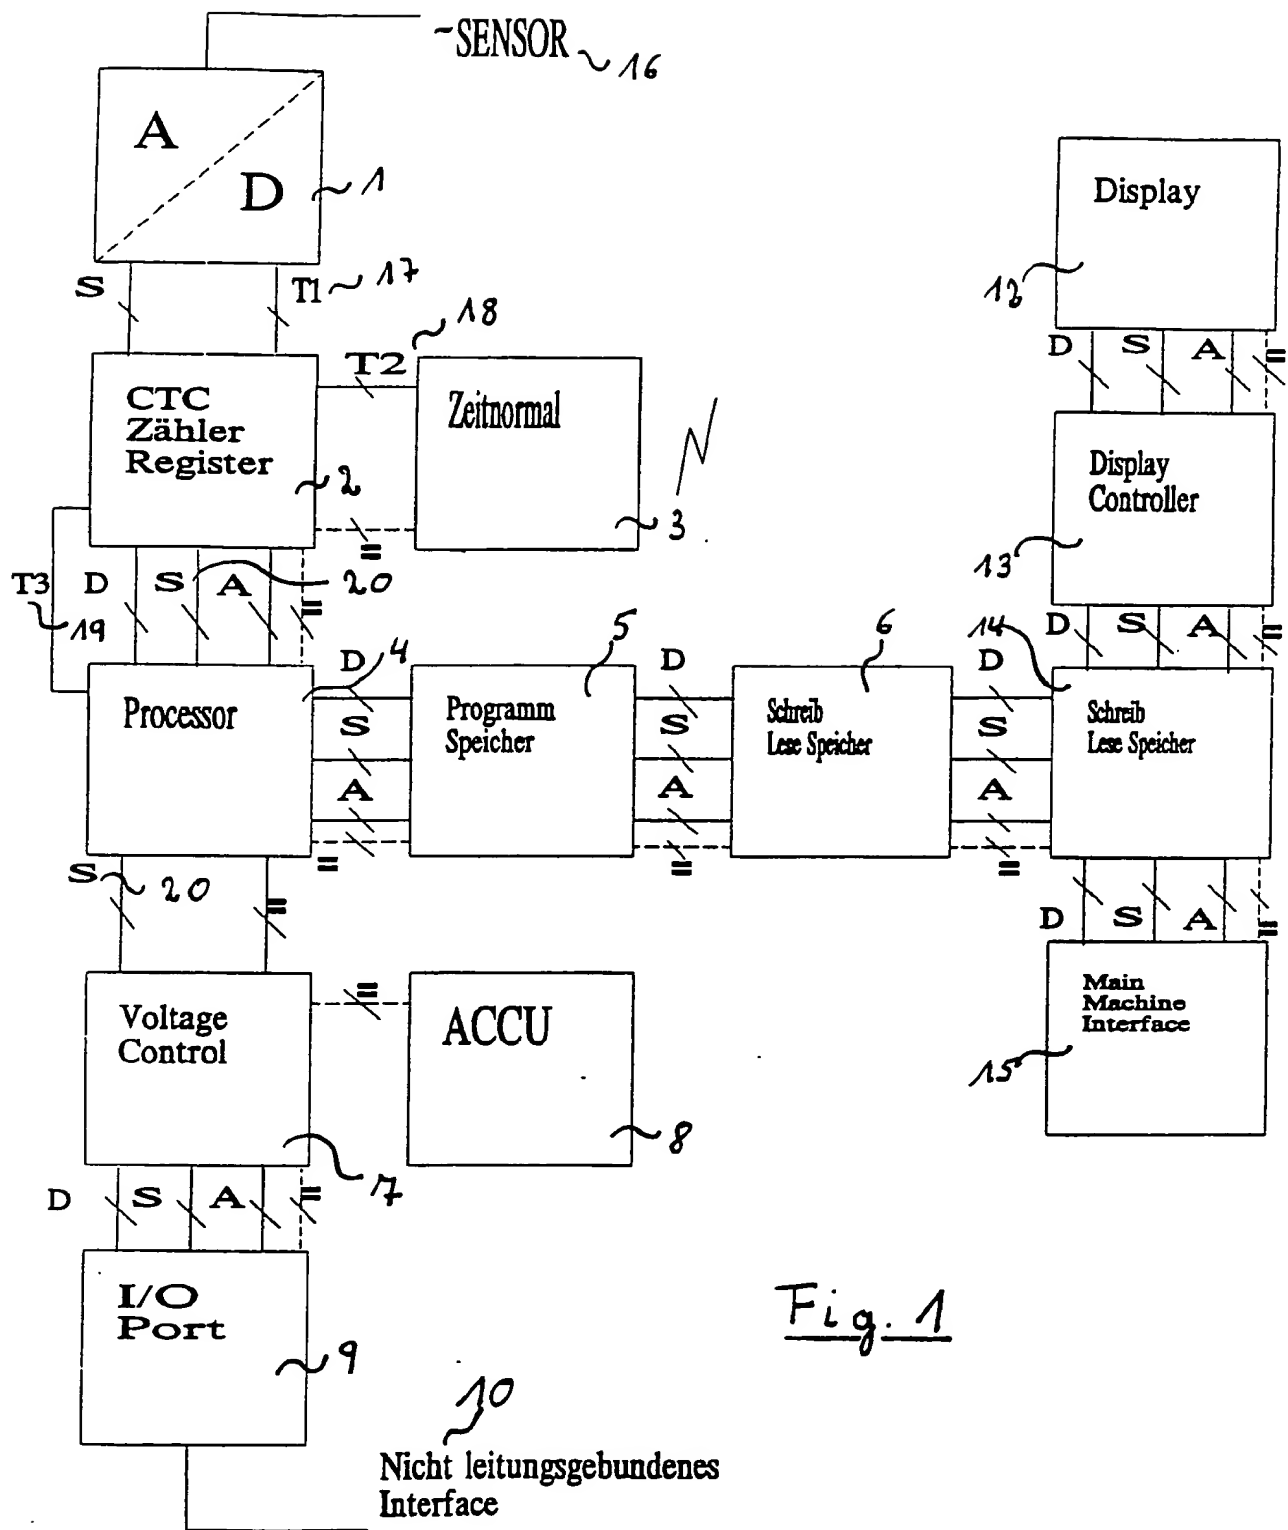 ~SENSOR 16
A
D
1
S
T1 17
18
T2
CTC
Zähler
Register
2
Zeitnormal
3
=
T3
19
D
S
20
A
=
Processor
4
D
S
A
=
Programm
Speicher
5
D
S
A
=
Schreib
Lese Speicher
6
D
S
A
=
Schreib
Lese Speicher
14
Display
12
D
S
A
=
Display
Controller
13
D
S
A
=
D
S
A
=
Main
Machine
Interface
15
S
20
=
Voltage
Control
7
=
ACCU
8
D
S
A
=
I/O
Port
9
10
Nicht leitungsgebundenes
Interface
Fig. 1